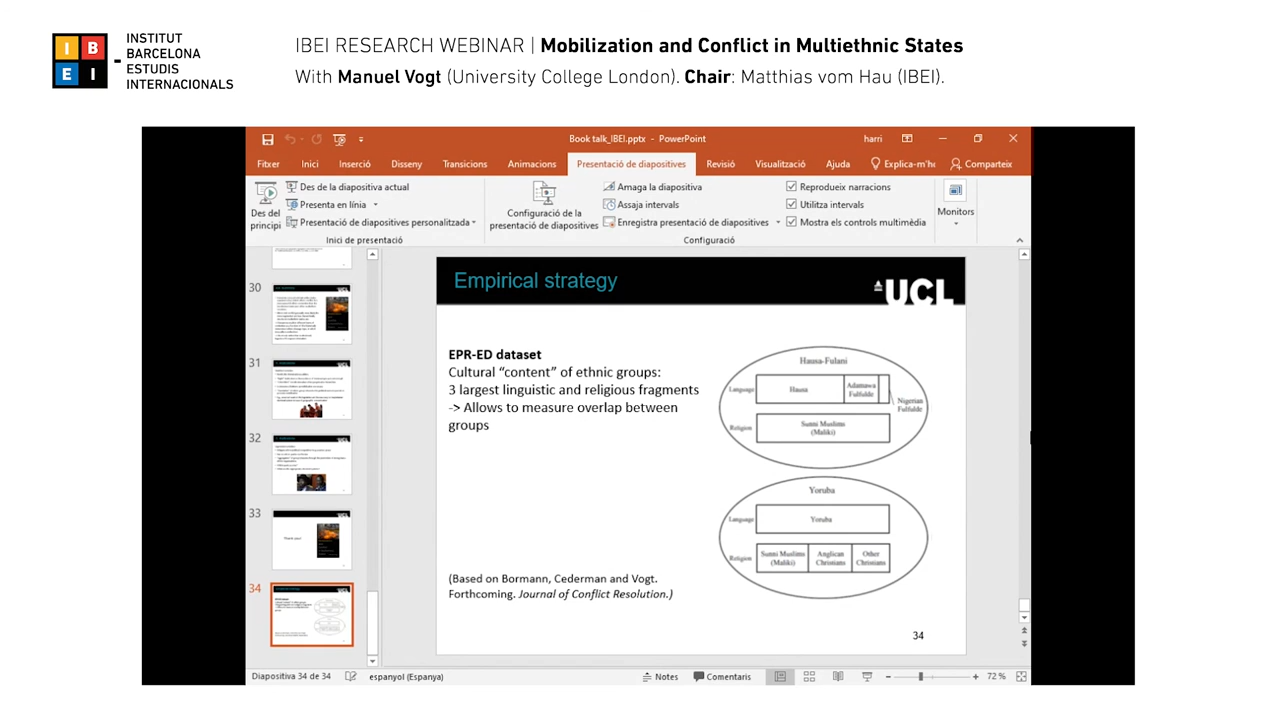 I B
E I
INSTITUT
BARCELONA
ESTUDIS
INTERNACIONALS
IBEI RESEARCH WEBINAR | Mobilization and Conflict in Multiethnic States
With Manuel Vogt (University College London). Chair: Matthias vom Hau (IBEI).
Book talk_IBEI.pptx - PowerPoint
harri
Fitxer Inici Inserció Disseny Transicions Animacions Presentació de diapositives Revisió Visualització Ajuda Explica-m'h Comparteix
Des del
principi
Des de la diapositiva actual
Presenta en línia
Presentació de diapositives personalitzada
Inici de presentació
Configuració de la
presentació de diapositives
Amaga la diapositiva
Assaja intervals
Enregistra presentació de diapositives
Reprodueix narracions
Utilitza intervals
Mostra els controls multimèdia
Configuració
Monitors
30
31
32
33
Thank you!
34
Empirical strategy
UCL
EPR-ED dataset
Cultural “content” of ethnic groups:
3 largest linguistic and religious fragments
-> Allows to measure overlap between
groups
Hausa-Fulani
Language
Hausa
Adamawa
Fulfulde
Nigerian
Fulfulde
Religion
Sunni Muslims
(Maliki)
Yoruba
Language
Yoruba
Religion
Sunni Muslims
(Maliki)
Anglican
Christians
Other
Christians
(Based on Bormann, Cederman and Vogt.
Forthcoming. Journal of Conflict Resolution.)
34
Diapositiva 34 de 34
espanyol (Espanya)
Notes
Comentaris
72 %